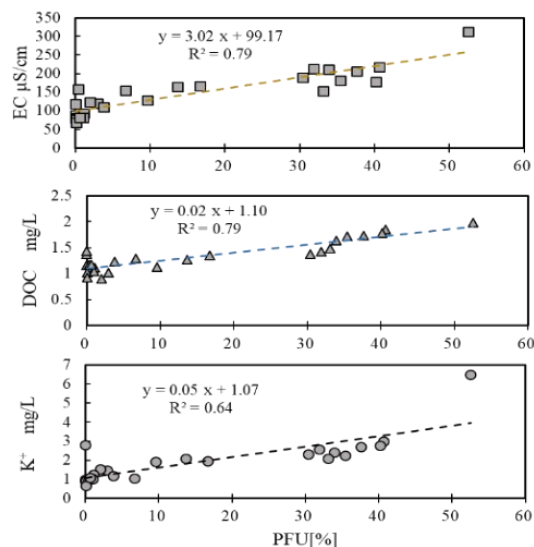 350
300
250
200
150
100
50
0
EC µS/cm
y = 3.02 x + 99.17
R² = 0.79
0 10 20 30 40 50 60
2.5
2
1.5
1
0.5
0
DOC mg/L
y = 0.02 x + 1.10
R² = 0.79
0 10 20 30 40 50 60
7
6
5
4
3
2
1
0
K⁺ mg/L
y = 0.05 x + 1.07
R² = 0.64
0 10 20 30 40 50 60
PFU[%]